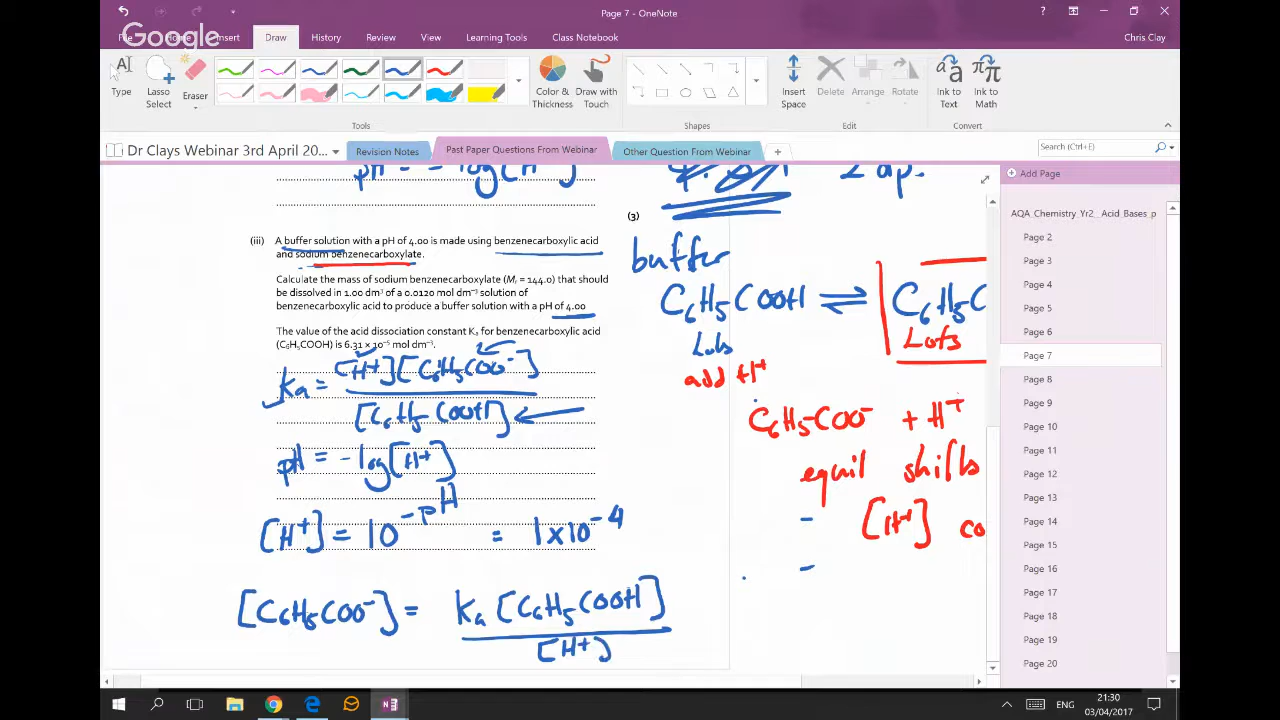 Page 7 - OneNote
Chris Clay
Google
Insert
Draw
History
Review
View
Learning Tools
Class Notebook
Type
Lasso Select
Eraser
Color & Thickness
Draw with Touch
Insert Space
Delete
Arrange
Rotate
Ink to Text
Ink to Math
Tools
Shapes
Edit
Convert
Dr Clays Webinar 3rd April 20...
Revision Notes
Past Paper Questions From Webinar
Other Question From Webinar
Search (Ctrl+E)
Add Page
AQA_Chemistry_Yr2_ Acid_Bases_p
Page 2
Page 3
Page 4
Page 5
Page 6
Page 7
Page 8
Page 9
Page 10
Page 11
Page 12
Page 13
Page 14
Page 15
Page 16
Page 17
Page 18
Page 19
Page 20
pH = - log [H+]
2 dp.
(3)
(iii) A buffer solution with a pH of 4.00 is made using benzenecarboxylic acid
and sodium benzenecarboxylate.
Calculate the mass of sodium benzenecarboxylate (Mr = 144.0) that should
be dissolved in 1.00 dm³ of a 0.0120 mol dm⁻³ solution of
benzenecarboxylic acid to produce a buffer solution with a pH of 4.00
The value of the acid dissociation constant Ka for benzenecarboxylic acid
(C₆H₅COOH) is 6.31 × 10⁻⁵ mol dm⁻³.
Ka = [H+][C₆H₅COO⁻]
[C₆H₅COOH]
pH = -log[H+]
[H+] = 10^-pH = 1x10⁻⁴
[C₆H₅COO⁻] = Ka [C₆H₅COOH]
[H+]
buffer
C₆H₅COOH ⇌ C₆H₅C
Lots
Lots
add H+
C₆H₅COO⁻ + H+
equil shifts
[H+] co
ENG
21:30
03/04/2017